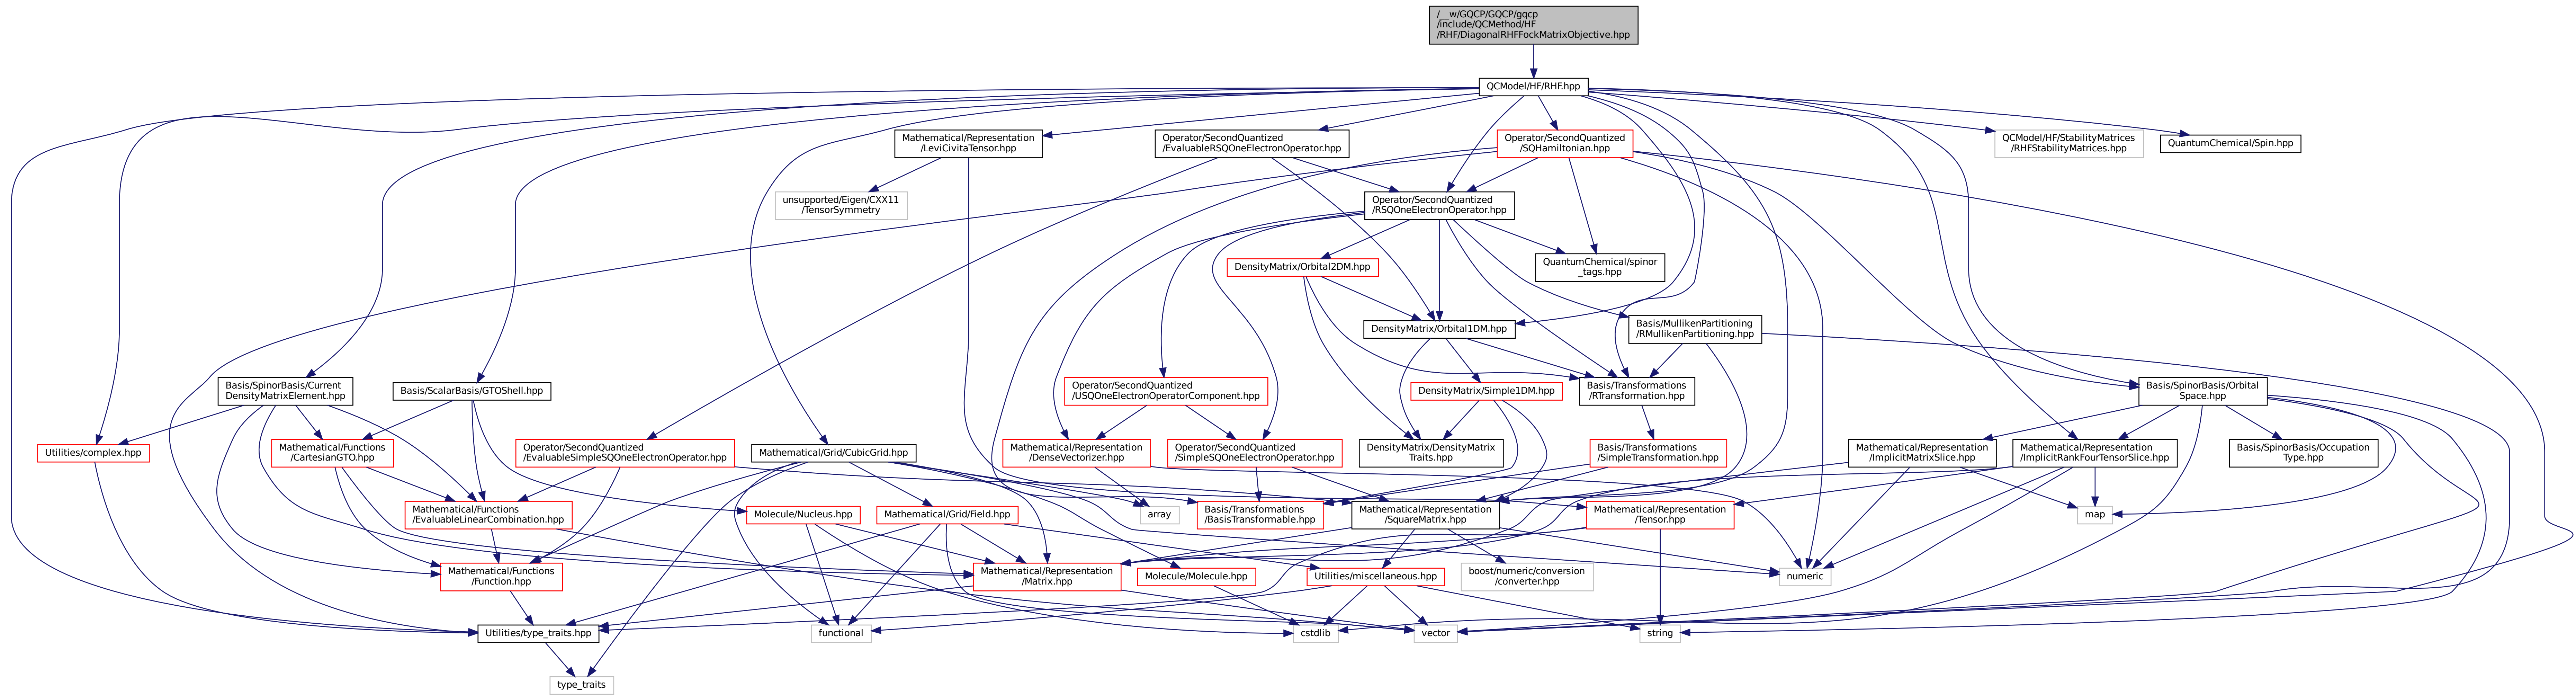 /__w/GQCP/GQCP/gqcp
/include/QCMethod/HF
/RHF/DiagonalRHFFockMatrixObjective.hpp
QCModel/HF/RHF.hpp
Mathematical/Representation
/LeviCivitaTensor.hpp
Operator/SecondQuantized
/EvaluableRSQOneElectronOperator.hpp
Operator/SecondQuantized
/SQHamiltonian.hpp
QCModel/HF/StabilityMatrices
/RHFStabilityMatrices.hpp
QuantumChemical/Spin.hpp
unsupported/Eigen/CXX11
/TensorSymmetry
Operator/SecondQuantized
/RSQOneElectronOperator.hpp
DensityMatrix/Orbital2DM.hpp
QuantumChemical/spinor
_tags.hpp
DensityMatrix/Orbital1DM.hpp
Basis/MullikenPartitioning
/RMullikenPartitioning.hpp
Basis/SpinorBasis/Current
DensityMatrixElement.hpp
Basis/ScalarBasis/GTOShell.hpp
Operator/SecondQuantized
/USQOneElectronOperatorComponent.hpp
DensityMatrix/Simple1DM.hpp
Basis/Transformations
/RTransformation.hpp
Basis/SpinorBasis/Orbital
Space.hpp
Utilities/complex.hpp
Mathematical/Functions
/CartesianGTO.hpp
Operator/SecondQuantized
/EvaluableSimpleSQOneElectronOperator.hpp
Mathematical/Grid/CubicGrid.hpp
Mathematical/Representation
/DenseVectorizer.hpp
Operator/SecondQuantized
/SimpleSQOneElectronOperator.hpp
DensityMatrix/DensityMatrix
Traits.hpp
Basis/Transformations
/SimpleTransformation.hpp
Mathematical/Representation
/ImplicitMatrixSlice.hpp
Mathematical/Representation
/ImplicitRankFourTensorSlice.hpp
Basis/SpinorBasis/Occupation
Type.hpp
Mathematical/Functions
/EvaluableLinearCombination.hpp
Molecule/Nucleus.hpp
Mathematical/Grid/Field.hpp
array
Basis/Transformations
/BasisTransformable.hpp
Mathematical/Representation
/SquareMatrix.hpp
Mathematical/Representation
/Tensor.hpp
map
Mathematical/Functions
/Function.hpp
Mathematical/Representation
/Matrix.hpp
Molecule/Molecule.hpp
Utilities/miscellaneous.hpp
boost/numeric/conversion
/converter.hpp
numeric
Utilities/type_traits.hpp
functional
cstdlib
vector
string
type_traits